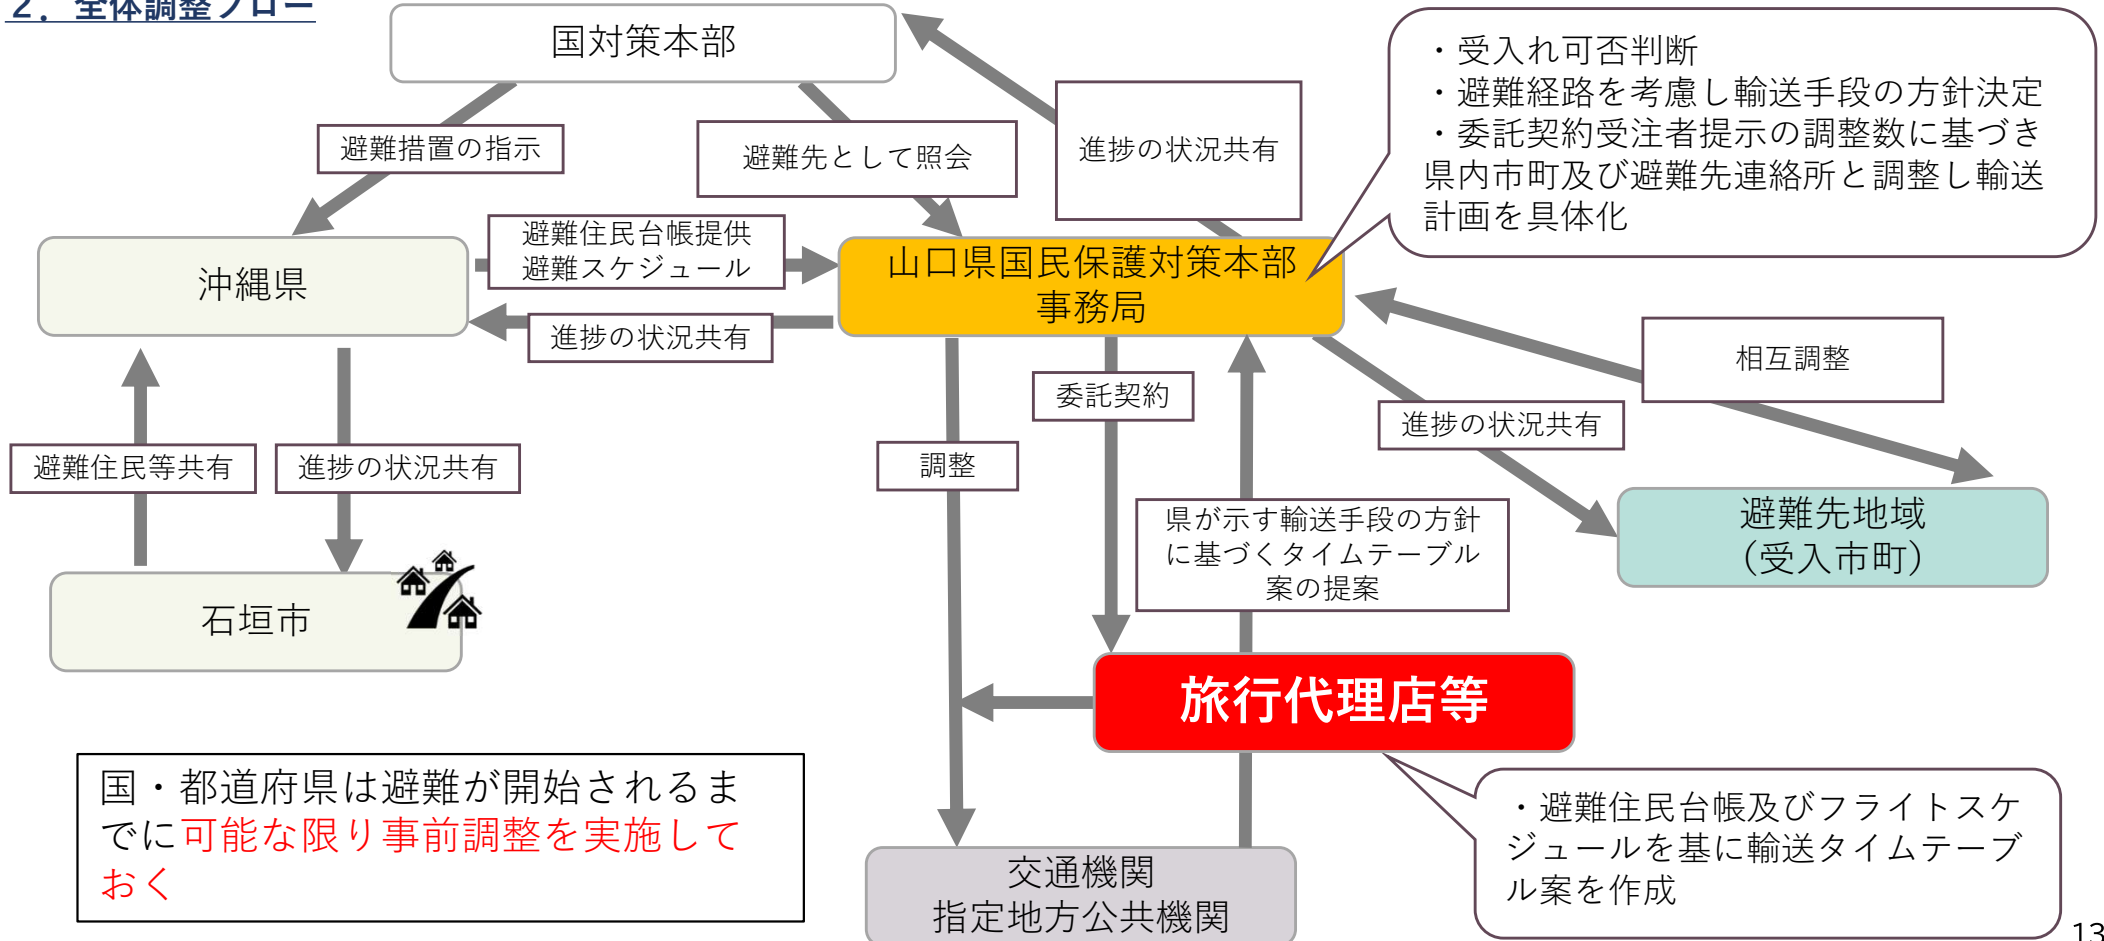 ２．全体調整フロー
国対策本部
・受入れ可否判断
・避難経路を考慮し輸送手段の方針決定
・委託契約受注者提示の調整数に基づき
県内市町及び避難先連絡所と調整し輸送
計画を具体化
避難措置の指示
避難先として照会
進捗の状況共有
沖縄県
避難住民台帳提供
避難スケジュール
山口県国民保護対策本部
事務局
進捗の状況共有
相互調整
委託契約
進捗の状況共有
避難住民等共有
進捗の状況共有
調整
県が示す輸送手段の方針
に基づくタイムテーブル
案の提案
避難先地域
（受入市町）
石垣市
旅行代理店等
国・都道府県は避難が開始されるま
でに可能な限り事前調整を実施して
おく
・避難住民台帳及びフライトスケ
ジュールを基に輸送タイムテーブ
ル案を作成
交通機関
指定地方公共機関
13